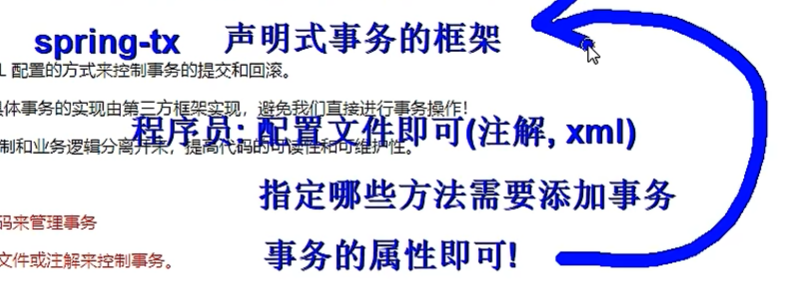 spring-tx 声明式事务的框架
L 配置的方式来控制事务的提交和回滚。
具体事务的实现由第三方框架实现，避免我们直接进行事务操作！
程序员: 配置文件即可(注解, xml)
制和业务逻辑分离开来，提高代码的可读性和可维护性。
指定哪些方法需要添加事务
码来管理事务
事务的属性即可!
文件或注解来控制事务。